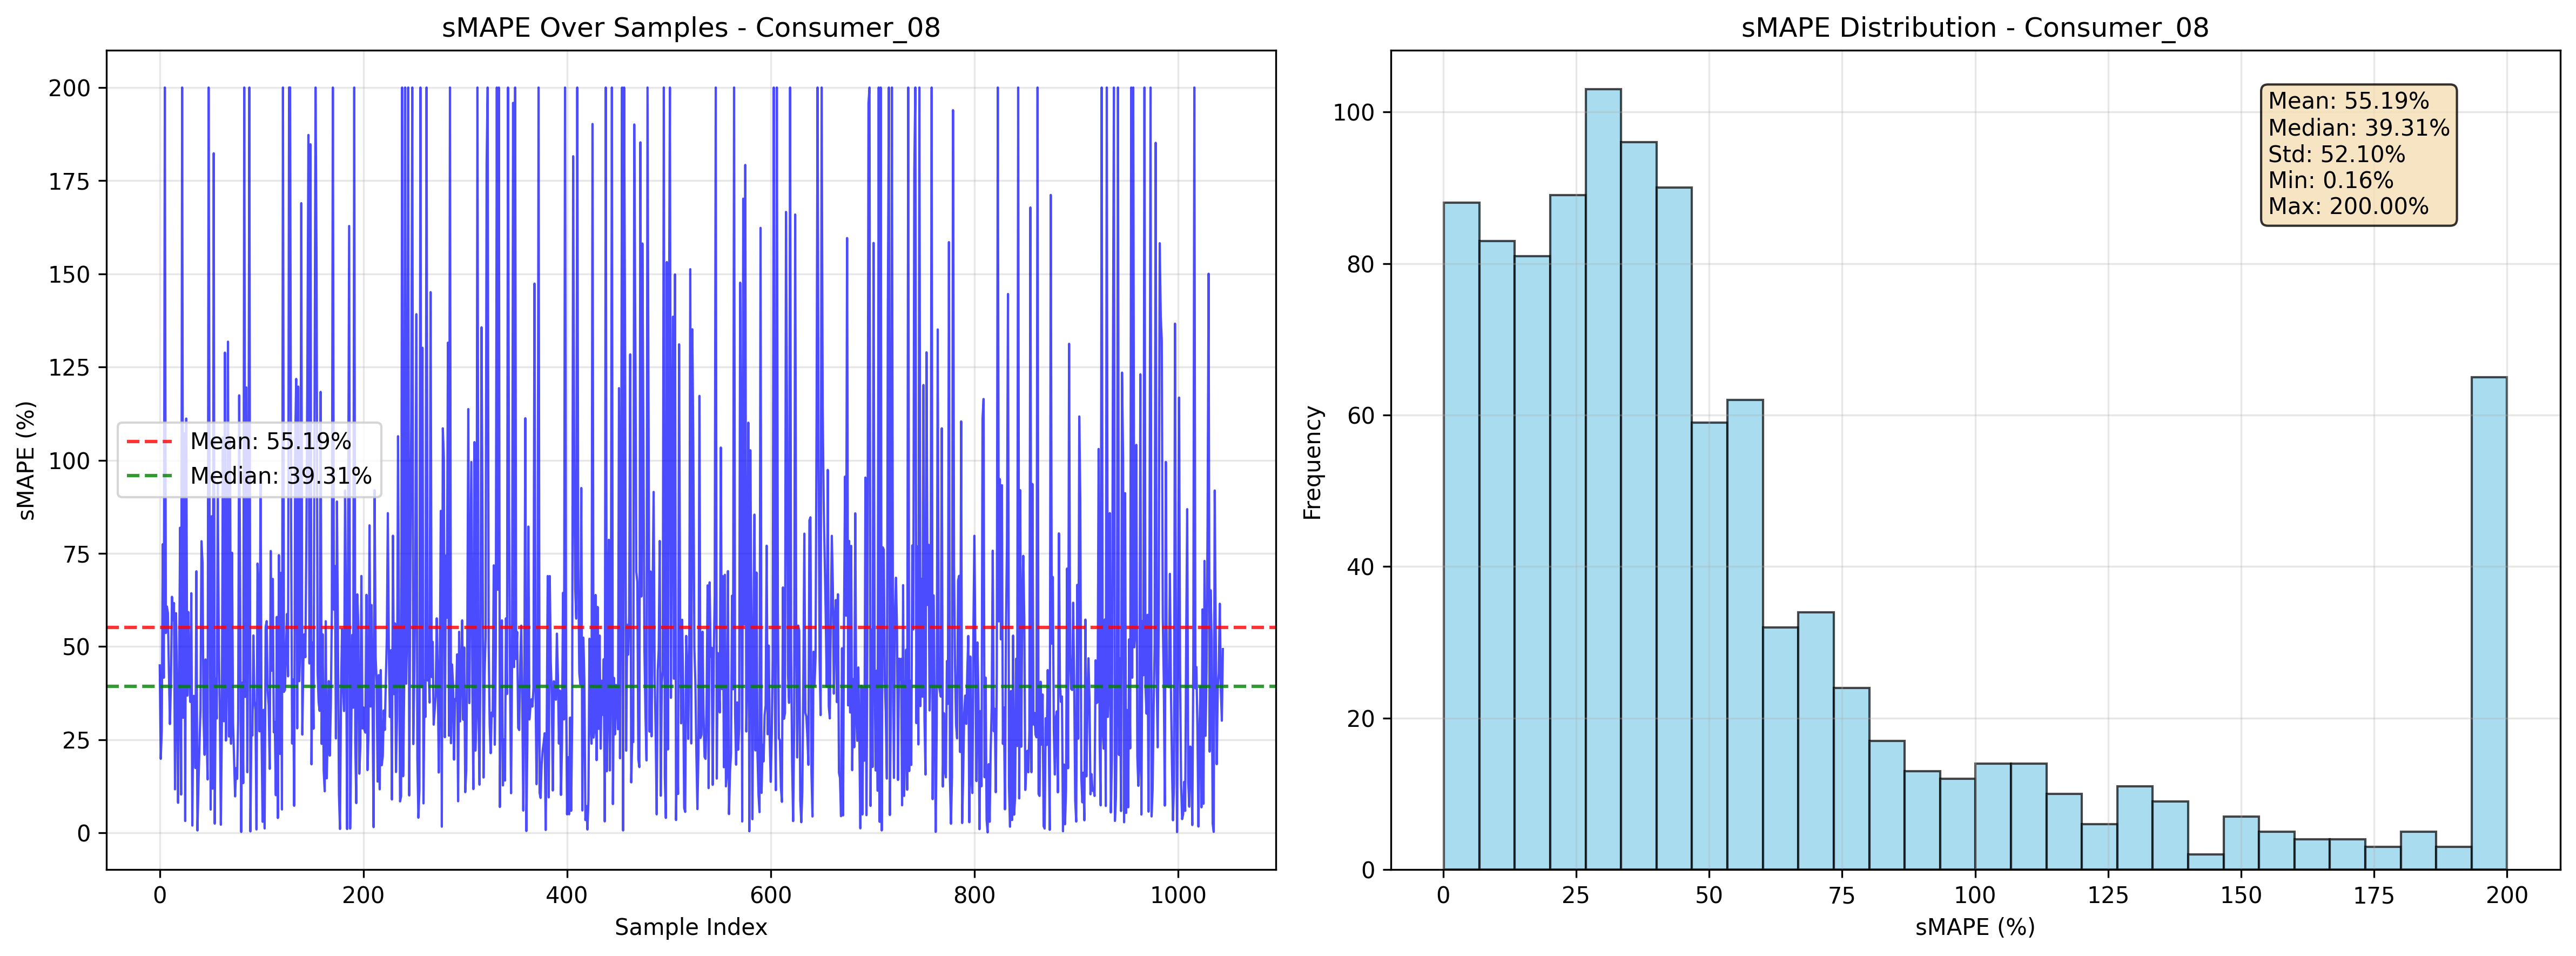 sMAPE Over Samples - Consumer_08
sMAPE (%)
200
175
150
125
100
75
50
25
0
Mean: 55.19%
Median: 39.31%
0
200
400
600
800
1000
Sample Index
sMAPE Distribution - Consumer_08
Frequency
100
80
60
40
20
0
Mean: 55.19%
Median: 39.31%
Std: 52.10%
Min: 0.16%
Max: 200.00%
0
25
50
75
100
125
150
175
200
sMAPE (%)